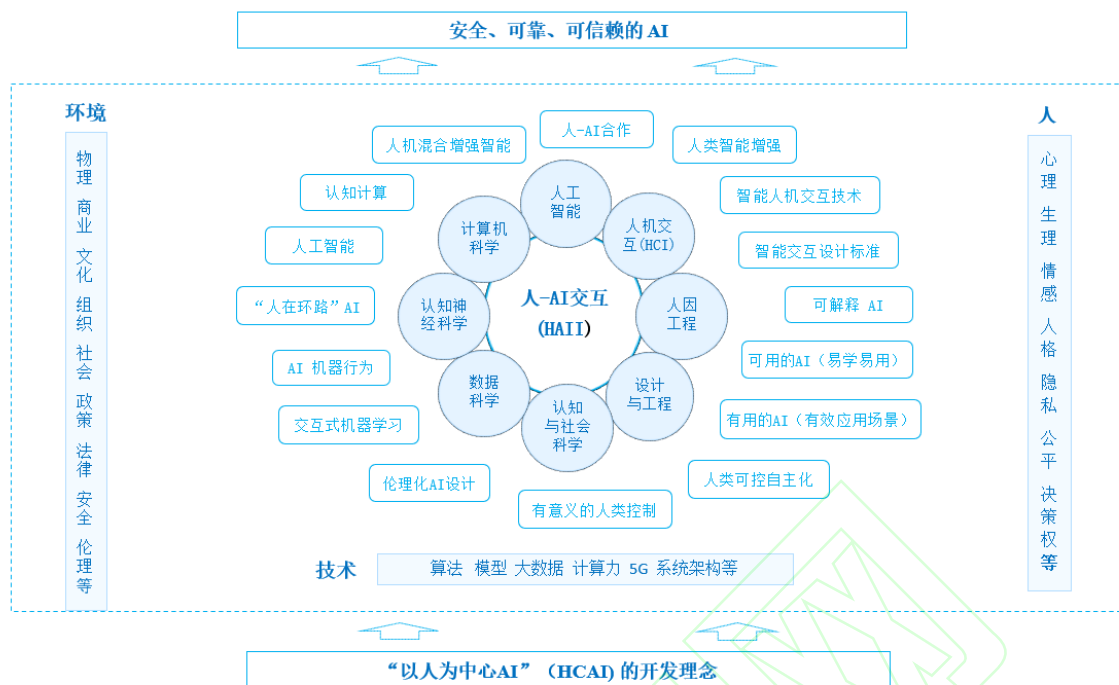 安全、可靠、可信赖的 AI
环境
物理 商业 文化 组织 社会 政策 法律 安全 伦理等
人
心理 生理 情感 人格 隐私 公平 决策权等
人-AI合作
人机混合增强智能
人类智能增强
认知计算
智能人机交互技术
人工智能
智能交互设计标准
“人在环路”AI
可解释 AI
AI 机器行为
可用的AI（易学易用）
交互式机器学习
有用的AI（有效应用场景）
伦理化AI设计
人类可控自主化
有意义的人类控制
人工
智能
人机交
互(HCI)
人因
工程
设计
与工程
认知
与社会
科学
数据
科学
认知神
经科学
计算机
科学
人-AI交互
(HAII)
技术
算法 模型 大数据 计算力 5G 系统架构等
“以人为中心AI”（HCAI) 的开发理念